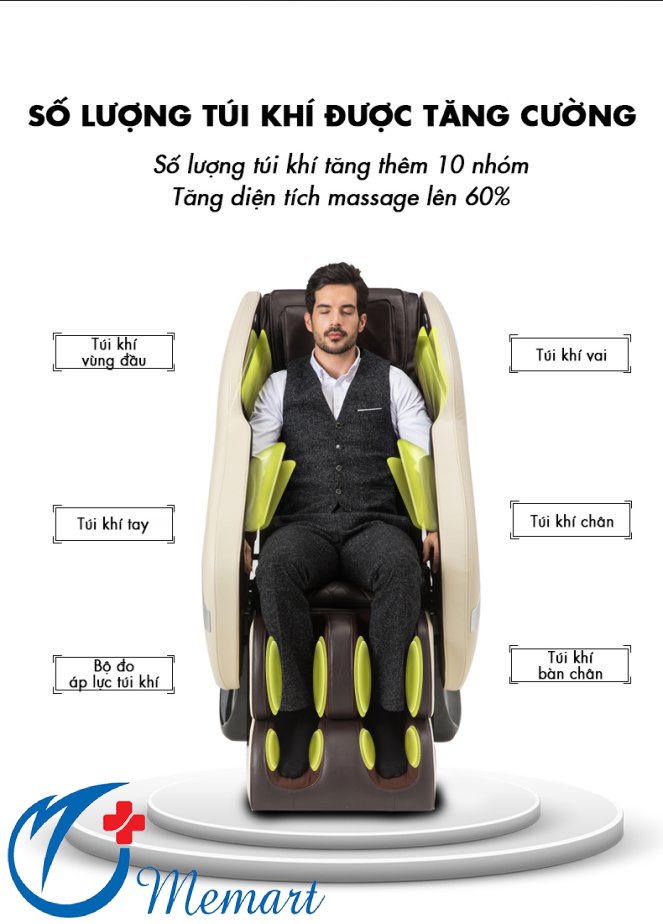 SỐ LƯỢNG TÚI KHÍ ĐƯỢC TĂNG CƯỜNG
Số lượng túi khí tăng thêm 10 nhóm
Tăng diện tích massage lên 60%
Túi khí
vùng đầu
Túi khí vai
Túi khí tay
Túi khí chân
Bộ đo
áp lực túi khí
Túi khí
bàn chân
Memart